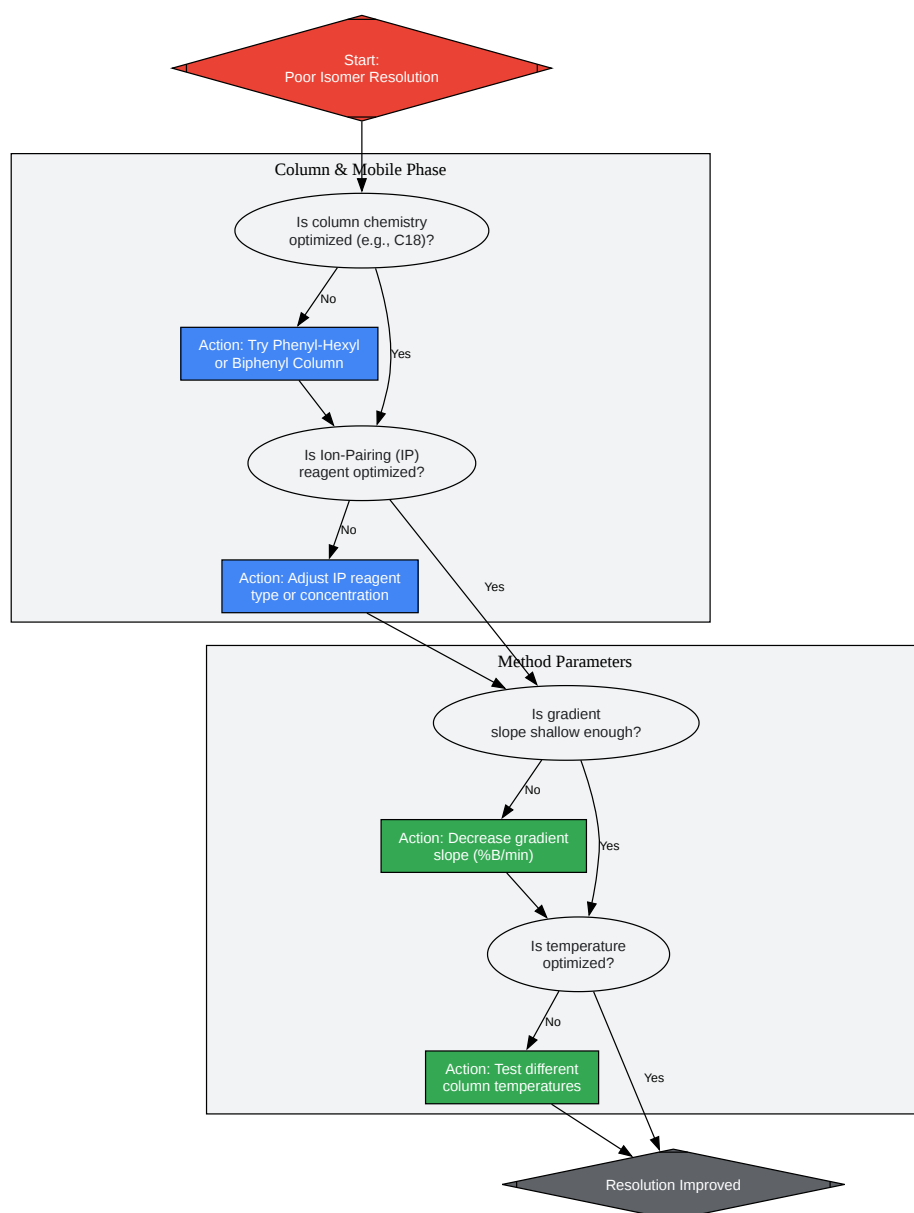 Start:
Poor Isomer Resolution
Column & Mobile Phase
Is column chemistry
optimized (e.g., C18)?
No
Action: Try Phenyl-Hexyl
or Biphenyl Column
Yes
Is Ion-Pairing (IP)
reagent optimized?
No
Action: Adjust IP reagent
type or concentration
Yes
Method Parameters
Is gradient
slope shallow enough?
No
Action: Decrease gradient
slope (%B/min)
Yes
Is temperature
optimized?
No
Action: Test different
column temperatures
Yes
Resolution Improved